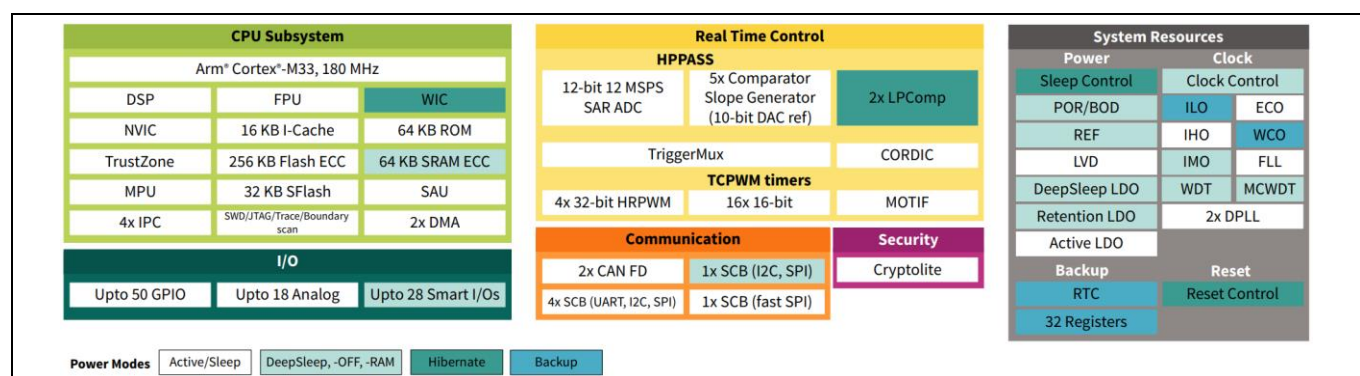 CPU Subsystem
Arm® Cortex®-M33, 180 MHz
DSP FPU WIC
NVIC 16 KB I-Cache 64 KB ROM
TrustZone 256 KB Flash ECC 64 KB SRAM ECC
MPU 32 KB SFlash SAU
4x IPC SWD/JTAG/Trace/Boundary
scan 2x DMA
I/O
Upto 50 GPIO Upto 18 Analog Upto 28 Smart I/Os
Real Time Control
HPPASS
12-bit 12 MSPS
SAR ADC
5x Comparator
Slope Generator
(10-bit DAC ref)
2x LPComp
TriggerMux CORDIC
TCPWM timers
4x 32-bit HRPWM 16x 16-bit MOTIF
Communication
2x CAN FD 1x SCB (I2C, SPI)
4x SCB (UART, I2C, SPI) 1x SCB (fast SPI)
Security
Cryptolite
System Resources
Power Clock
Sleep Control Clock Control
POR/BOD ILO ECO
REF IHO WCO
LVD IMO FLL
DeepSleep LDO WDT MCWDT
Retention LDO 2x DPLL
Active LDO
Backup Reset
RTC Reset Control
32 Registers
Power Modes Active/Sleep DeepSleep, -OFF, -RAM Hibernate Backup